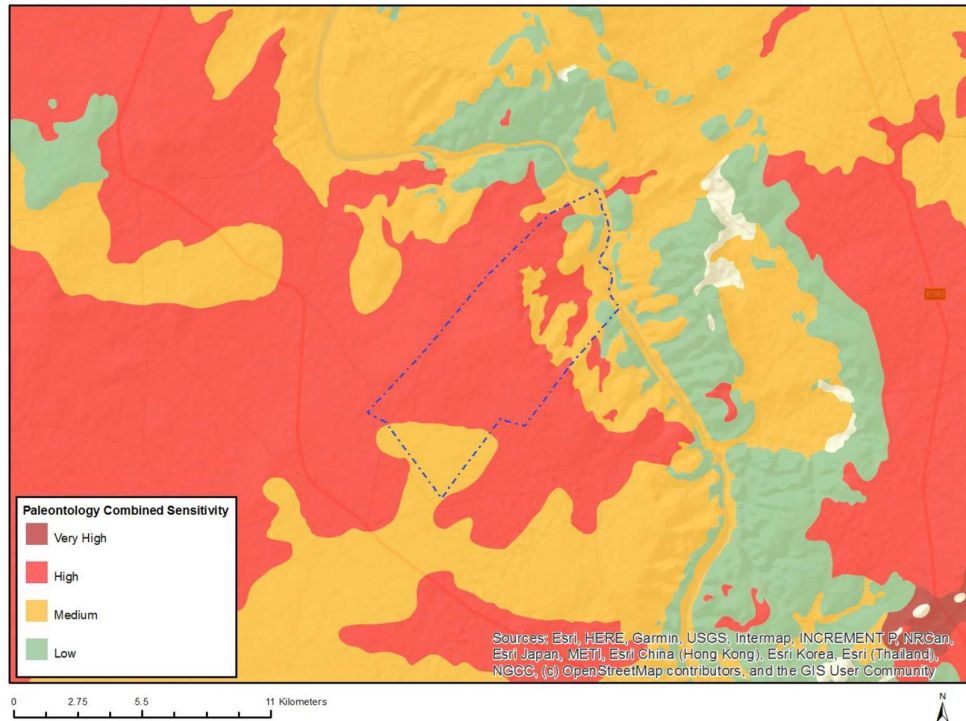 Paleontology Combined Sensitivity
Very High
High
Medium
Low
Sources: Esri, HERE, Garmin, USGS, Intermap, INCREMENT P, NRCan,
Esri Japan, METI, Esri China (Hong Kong), Esri Korea, Esri (Thailand),
NGCC, (c) OpenStreetMap contributors, and the GIS User Community
0 2.75 5.5 11 Kilometers
N